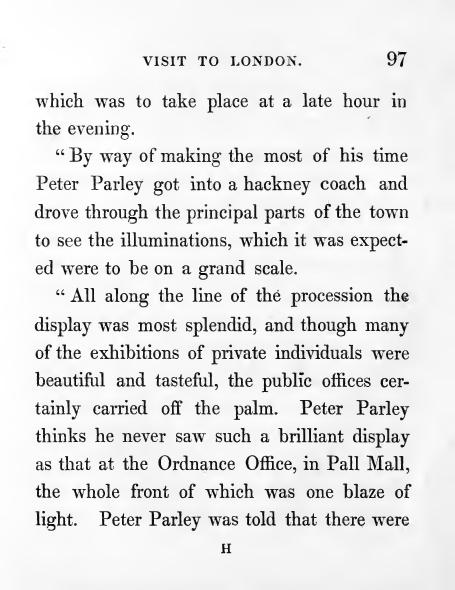 VISIT TO LONDON. 97
which was to take place at a late hour in
the evening.
“ By way of making the most of his time
Peter Parley got into a hackney coach and
drove through the principal parts of the town
to see the illuminations, which it was expect-
ed were to be on a grand scale.
“ All along the line of the procession the
display was most splendid, and though many
of the exhibitions of private individuals were
beautiful and tasteful, the public offices cer-
tainly carried off the palm. Peter Parley
thinks he never saw such a brilliant display
as that at the Ordnance Office, in Pall Mall,
the whole front of which was one blaze of
light. Peter Parley was told that there were
H